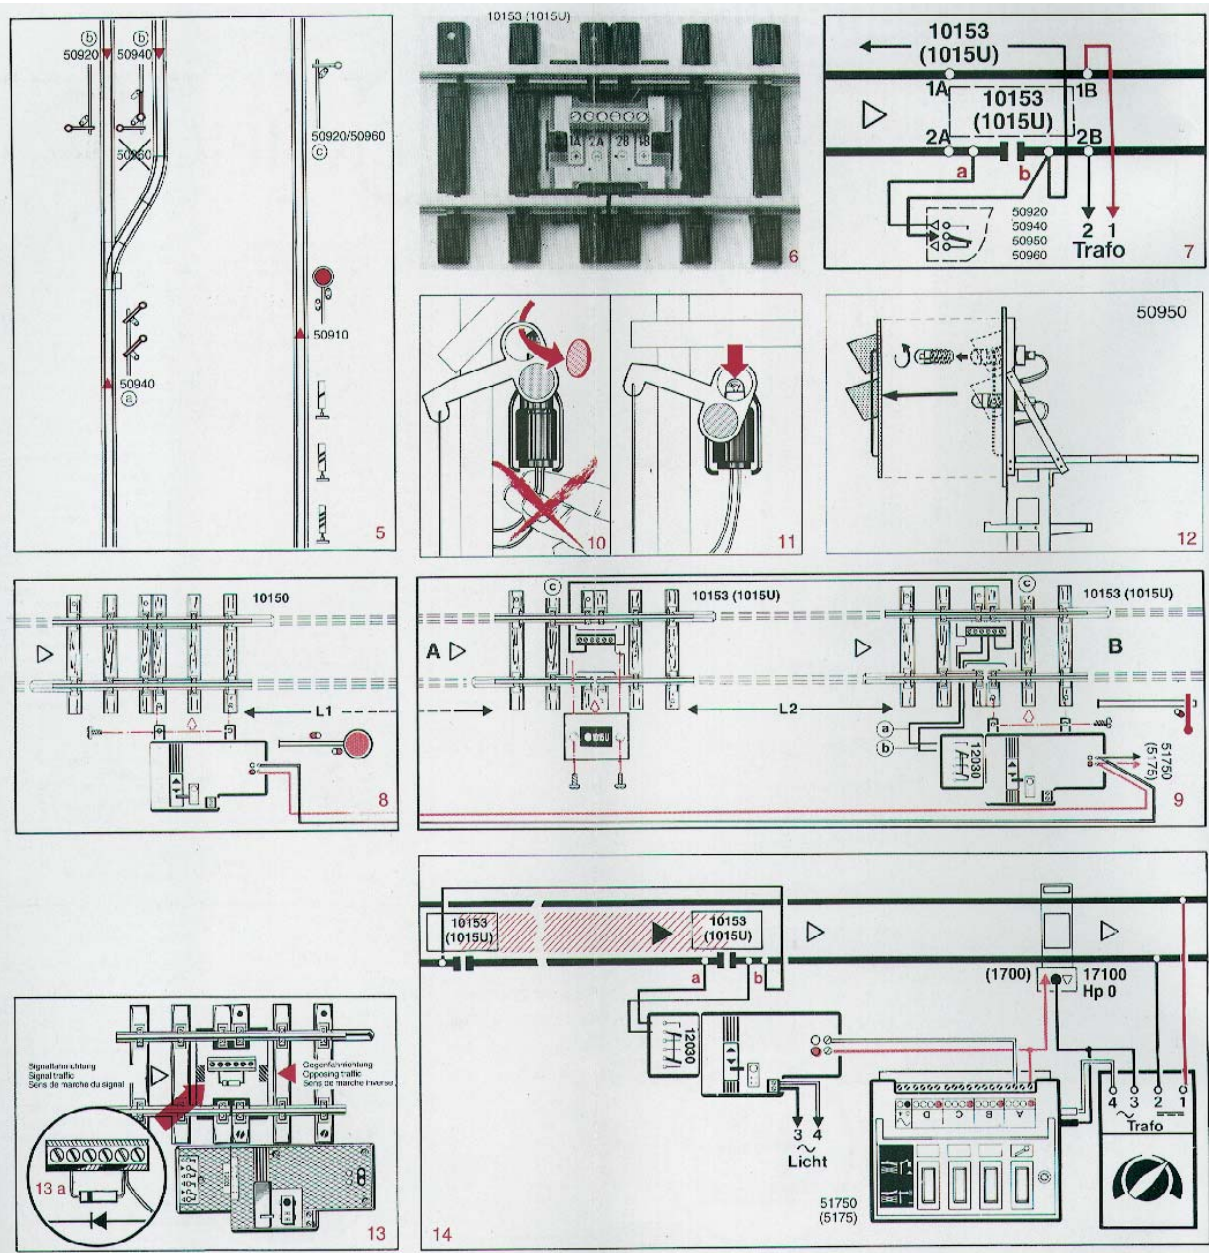 b
50920
b
50940
50950
50920/50960
c
50910
50940
a
5
10153 (1015U)
1A 2A 2B 1B
6
10153
(1015U)
1A
1B
10153
(1015U)
2A
2B
a
b
50920
50940
50950
50960
2 1
Trafo
7
10
11
50950
12
10150
L1
8
c
10153 (1015U)
c
10153 (1015U)
A
B
L2
1015U
a
b
12030
51750
(5175)
9
Signalfahrrichtung
Signal traffic
Sens de marche du signal
Gegenfahrrichtung
Opposing traffic
Sens de marche inverse
13 a
13
10153
(1015U)
10153
(1015U)
a
b
(1700)
17100
Hp 0
12030
3 4
Licht
D C B A
51750
(5175)
4 3 2 1
Trafo
14